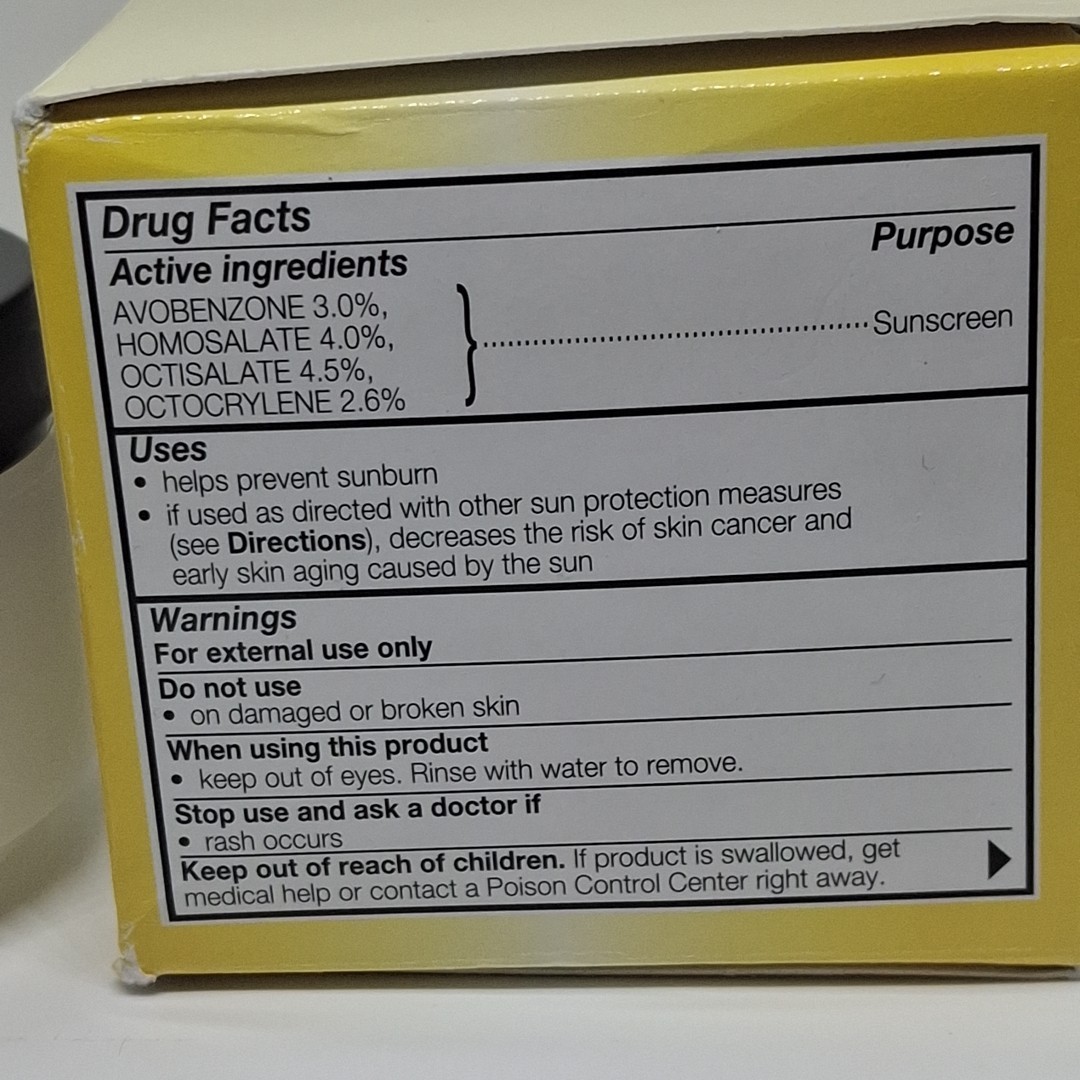 Drug Facts
Active ingredients Purpose
AVOBENZONE 3.0%,
HOMOSALATE 4.0%, Sunscreen
OCTISALATE 4.5%,
OCTOCRYLENE 2.6%
Uses
• helps prevent sunburn
• if used as directed with other sun protection measures
(see Directions), decreases the risk of skin cancer and
early skin aging caused by the sun
Warnings
For external use only
Do not use
• on damaged or broken skin
When using this product
• keep out of eyes. Rinse with water to remove.
Stop use and ask a doctor if
• rash occurs
Keep out of reach of children. If product is swallowed, get
medical help or contact a Poison Control Center right away.